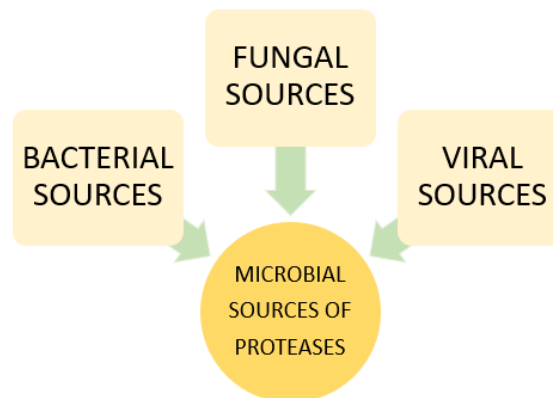 FUNGAL
SOURCES
BACTERIAL
SOURCES
VIRAL
SOURCES
MICROBIAL
SOURCES OF
PROTEASES